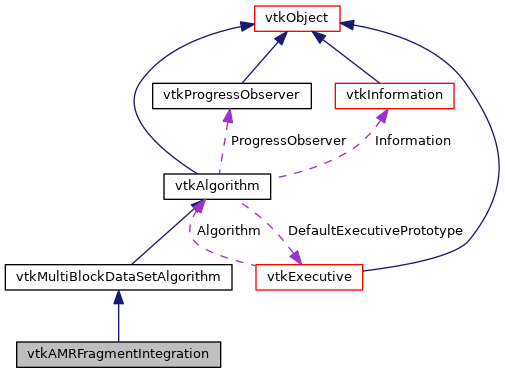 vtkObject
vtkProgressObserver
vtkInformation
ProgressObserver
Information
vtkAlgorithm
Algorithm
DefaultExecutivePrototype
vtkMultiBlockDataSetAlgorithm
vtkExecutive
vtkAMRFragmentIntegration